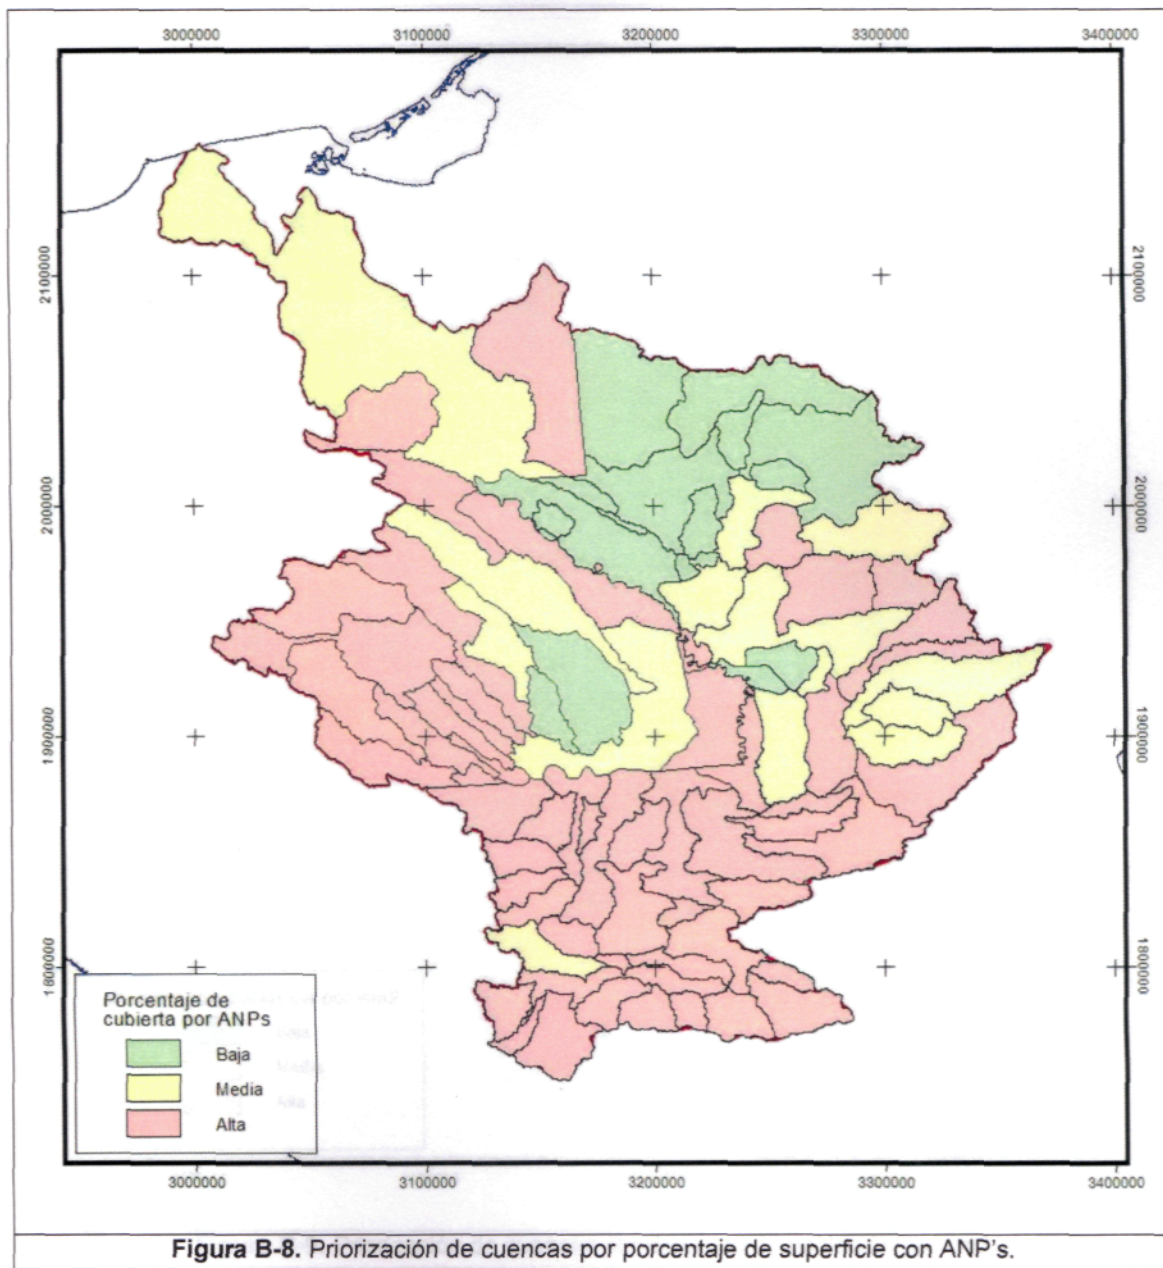 3000000 3100000 3200000 3300000 3400000
2100000 2100000
2000000 2000000
1900000 1900000
1800000 1800000
Porcentaje de
cubierta por ANPs
Baja
Media
Alta
3000000 3100000 3200000 3300000 3400000
Figura B-8. Priorización de cuencas por porcentaje de superficie con ANP's.